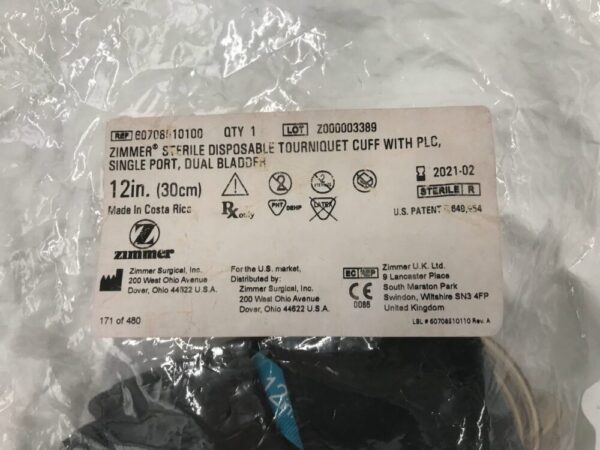 REF 60708510100 QTY 1 LOT Z000003389
ZIMMER® STERILE DISPOSABLE TOURNIQUET CUFF WITH PLC,
SINGLE PORT, DUAL BLADDER
12in. (30cm)
2021-02
Made in Costa Rica
Rx only
PHT DEHP
LATEX
STERILE R
U.S. PATENT
Z
zimmer
Zimmer Surgical, Inc.
200 West Ohio Avenue
Dover, Ohio 44622 U.S.A.
For the U.S. market,
Distributed by:
Zimmer Surgical, Inc.
200 West Ohio Avenue
Dover, Ohio 44622 U.S.A.
CE
0086
EC REP
Zimmer U.K. Ltd.
9 Lancaster Place
South Marston Park
Swindon, Wiltshire SN3 4FP
United Kingdom
171 of 480
LBL # 60708510110 Rev. A